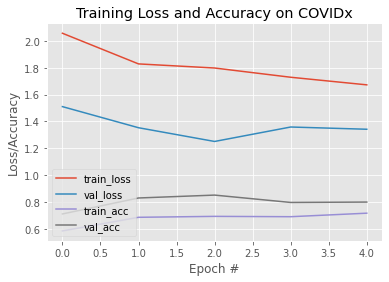 Training Loss and Accuracy on COVIDx
Loss/Accuracy
2.0
1.8
1.6
1.4
1.2
1.0
0.8
0.6
train_loss
val_loss
train_acc
val_acc
0.0 0.5 1.0 1.5 2.0 2.5 3.0 3.5 4.0
Epoch #